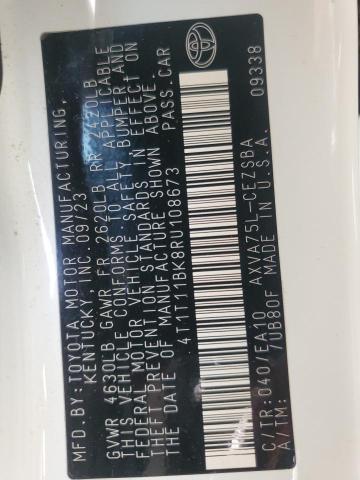 MFD.BY:TOYOTA MOTOR MANUFACTURING,
KENTUCKY, INC. 09/23
GVWR 4630LB GAWR FR 2620LB RR 2420LB
THIS VEHICLE CONFORMS TO ALL APPLICABLE
FEDERAL MOTOR VEHICLE SAFETY, BUMPER AND
THEFT PREVENTION STANDARDS IN EFFECT ON
THE DATE OF MANUFACTURE SHOWN ABOVE.
4T1T11BK8RU108673 PASS.CAR
C/TR:040/EA10 AXVA75L-CEZSBA
A/TM: /UB80F MADE IN U.S.A. 09338